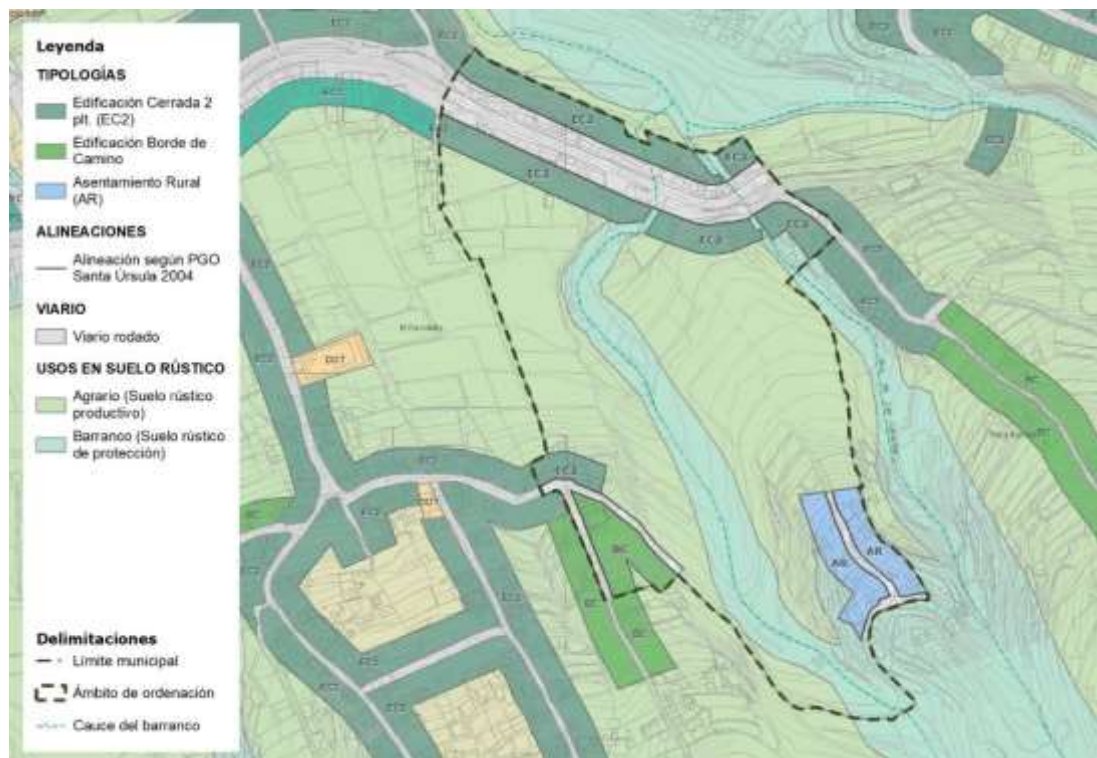 Leyenda
TIPOLOGÍAS
Edificación Cerrada 2
plt. (EC2)
Edificación Borde de
Camino
Asentamiento Rural
(AR)
ALINEACIONES
Alineación según PGO
Santa Úrsula 2004
VIARIO
Viario rodado
USOS EN SUELO RÚSTICO
Agrario (Suelo rústico
productivo)
Barranco (Suelo rústico
de protección)
Delimitaciones
Límite municipal
Ámbito de ordenación
Cauce del barranco
EC2
EC2
EC2
EC2
EC2
EC2
BC
BC
AR
AR